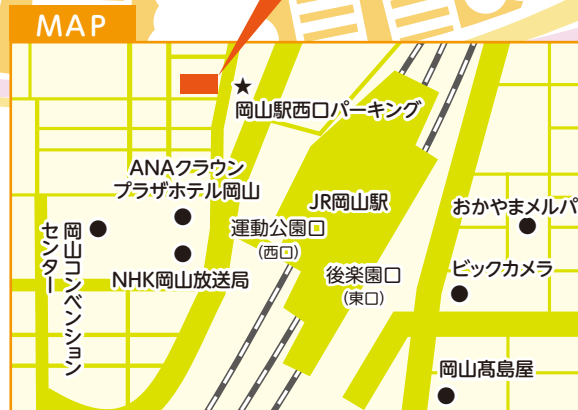 MAP
★
岡山駅西口パーキング
ANAクラウン
プラザホテル岡山
JR岡山駅
おかやまメルパ
運動公園口
(西口)
岡山コンベンション
センター
NHK岡山放送局
後楽園口
(東口)
ビックカメラ
岡山髙島屋